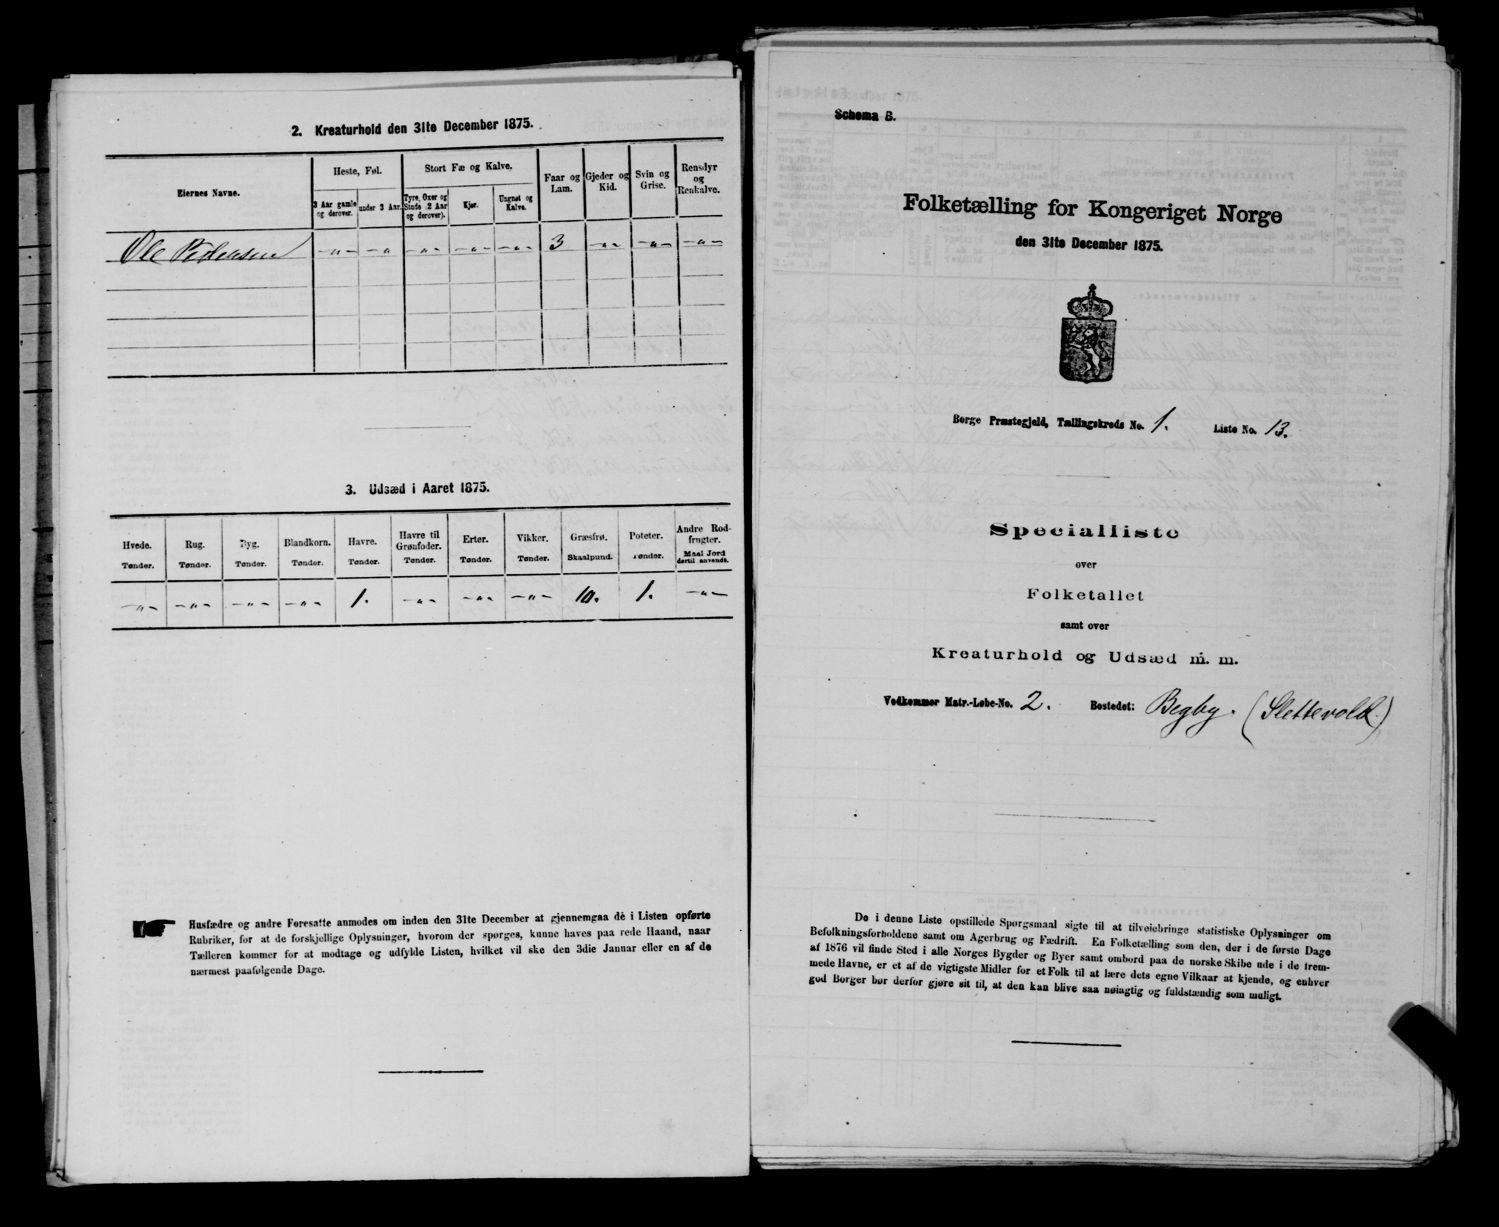 2. Kreaturhold den 31te December 1875.
Eiernes Navne.
Heste, Føl.
Stort Fæ og Kalve.
Faar og Lam.
Gjeder og Kid.
Svin og Grise.
Rensdyr og Renkalve.
3 Aar gamle og derover.
under 3 Aar.
Tyre, Oxer og Stude 2 Aar og derover).
Kjør.
Ungnøt og Kalve.
Ole Pedersen -"- -" -"- -"- -"- 3 -"- -"- -"-
3. Udsæd i Aaret 1875.
Hvede. Rug. Byg. Blandkorn. Havre. Havre til Grønfoder. Erter. Vikker. Græsfrø. Poteter. Andre Rodfrugter.
Tønder. Tønder. Tønder. Tønder. Tønder. Tønder. Tønder. Tønder. Skaalpund. Tønder. Maal Jord dertil anvendt.
-"- -"- -"- -"- 1. -"- -"- -"- 10. 1. -"-
Husfædre og andre Foresatte anmodes om inden den 31te December at gjennemgaa de i Listen opførte
Rubriker, for at de forskjellige Oplysninger, hvorom der spørges, kunne haves paa rede Haand, naar
Tælleren kommer for at modtage og udfylde Listen, hvilket vil ske den 3die Januar eller en af de
nærmest paafølgende Dage.
Schema B.
Folketælling for Kongeriget Norge
den 31te December 1875.
Borge Præstegjeld, Tællingskreds No. 1. Liste No. 13.
Specialliste
over
Folketallet
samt over
Kreaturhold og Udsæd m. m.
Vedkommer Matr.-Løbe-No. 2. Bostedet: Begby. (Slettevold.)
De i denne Liste opstillede Spørgsmaal sigte til at tilveiebringe statistiske Oplysninger om
Befolkningsforholdene samt om Agerbrug og Fædrift. En Folketælling som den, der i de første Dage
af 1876 vil finde Sted i alle Norges Bygder og Byer samt ombord paa de norske Skibe ude i de frem-
mede Havne, er et af de vigtigste Midler for et Folk til at lære dets egne Vilkaar at kjende, og enhver
god Borger bør derfor gjøre sit til, at den kan blive saa nøiagtig og fuldstændig som muligt.